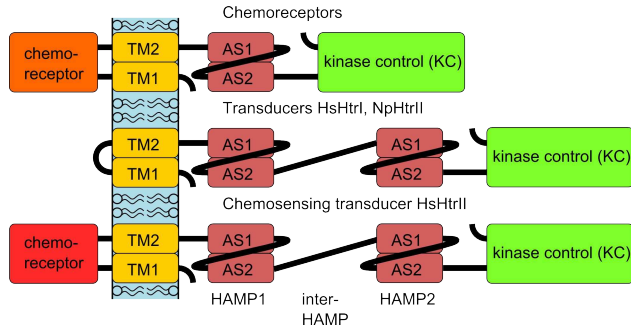 Chemoreceptors
chemo-
receptor
TM2
TM1
AS1
AS2
kinase control (KC)
Transducers HsHtrI, NpHtrII
TM2
TM1
AS1
AS2
AS1
AS2
kinase control (KC)
Chemosensing transducer HsHtrII
chemo-
receptor
TM2
TM1
AS1
AS2
AS1
AS2
kinase control (KC)
HAMP1
inter-
HAMP
HAMP2